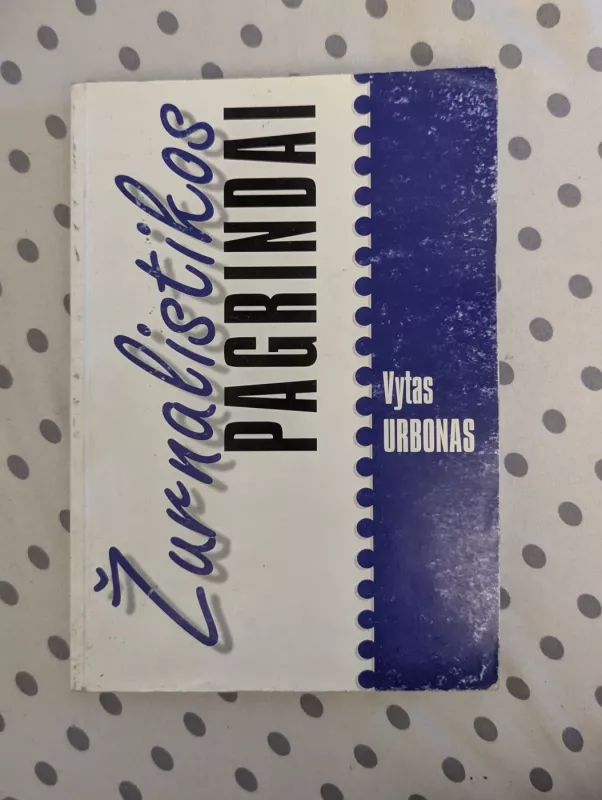 Žurnalistikos
PAGRINDAI
Vytas
URBONAS